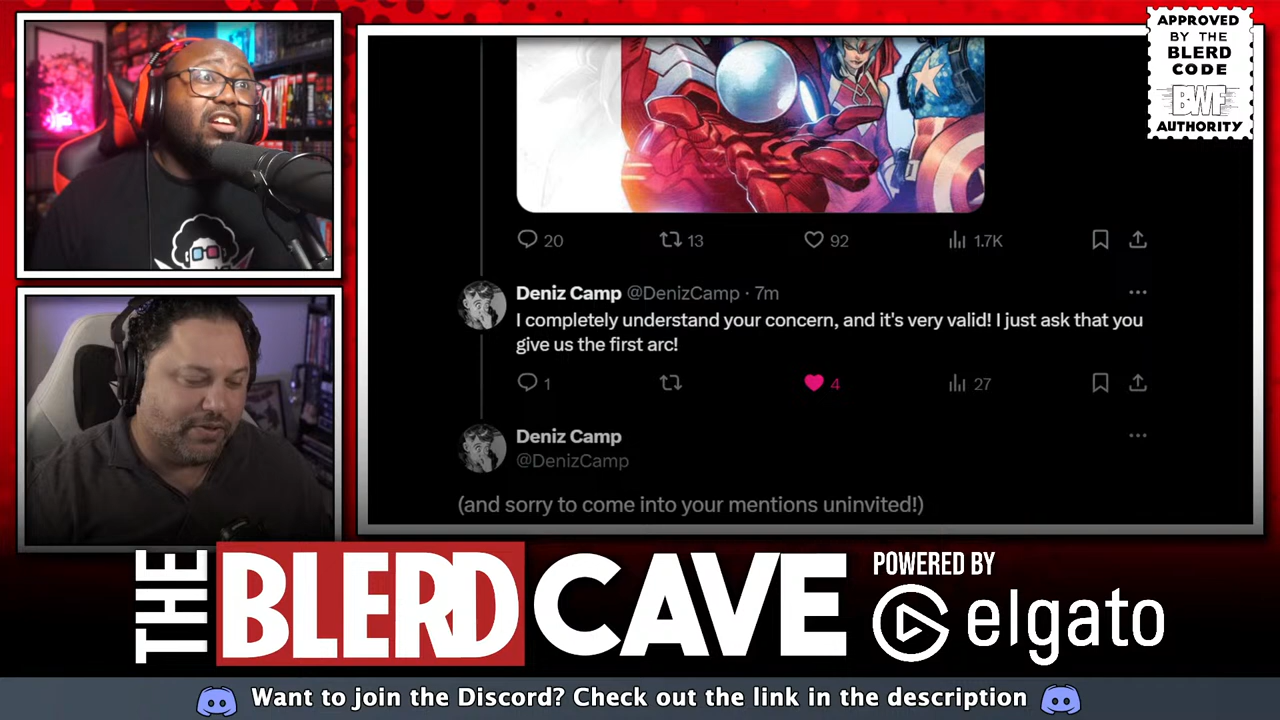 APPROVED
BY THE
BLERD
CODE
BWF
AUTHORITY
20
13
92
1.7K
Deniz Camp @DenizCamp · 7m
I completely understand your concern, and it's very valid! I just ask that you
give us the first arc!
1
4
27
Deniz Camp
@DenizCamp
(and sorry to come into your mentions uninvited!)
THE BLERD CAVE
POWERED BY
elgato
Want to join the Discord? Check out the link in the description